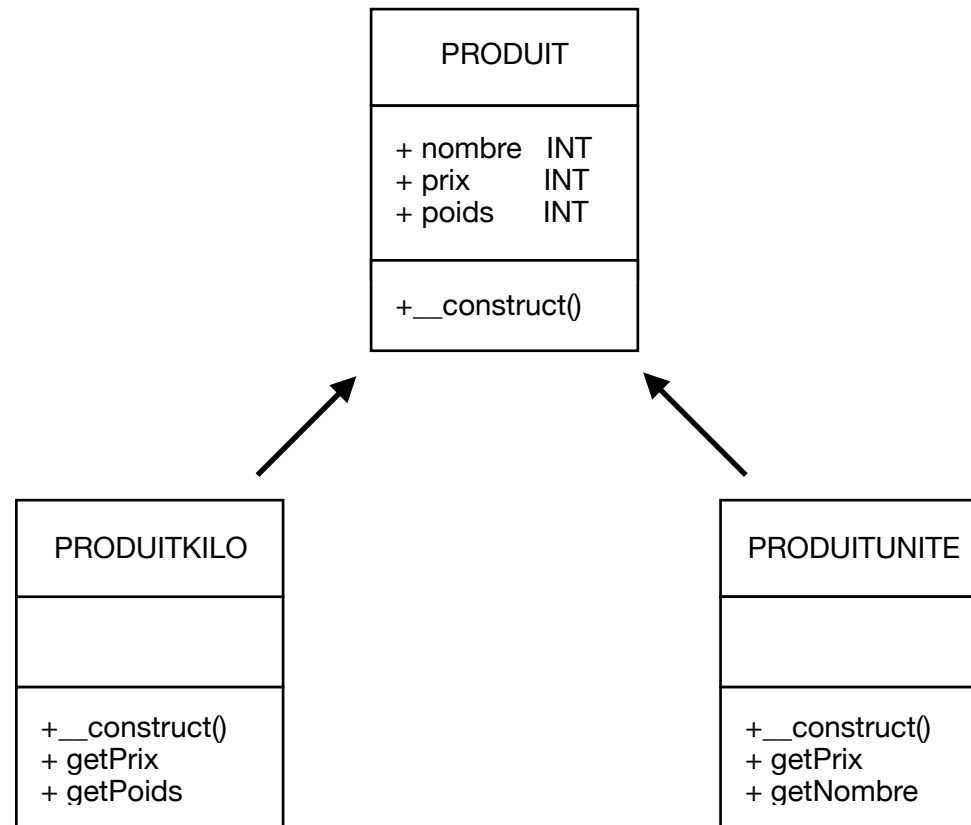 PRODUIT
+ nombre INT
+ prix INT
+ poids INT
+__construct()
PRODUITKILO
+__construct()
+ getPrix
+ getPoids
PRODUITUNITE
+__construct()
+ getPrix
+ getNombre